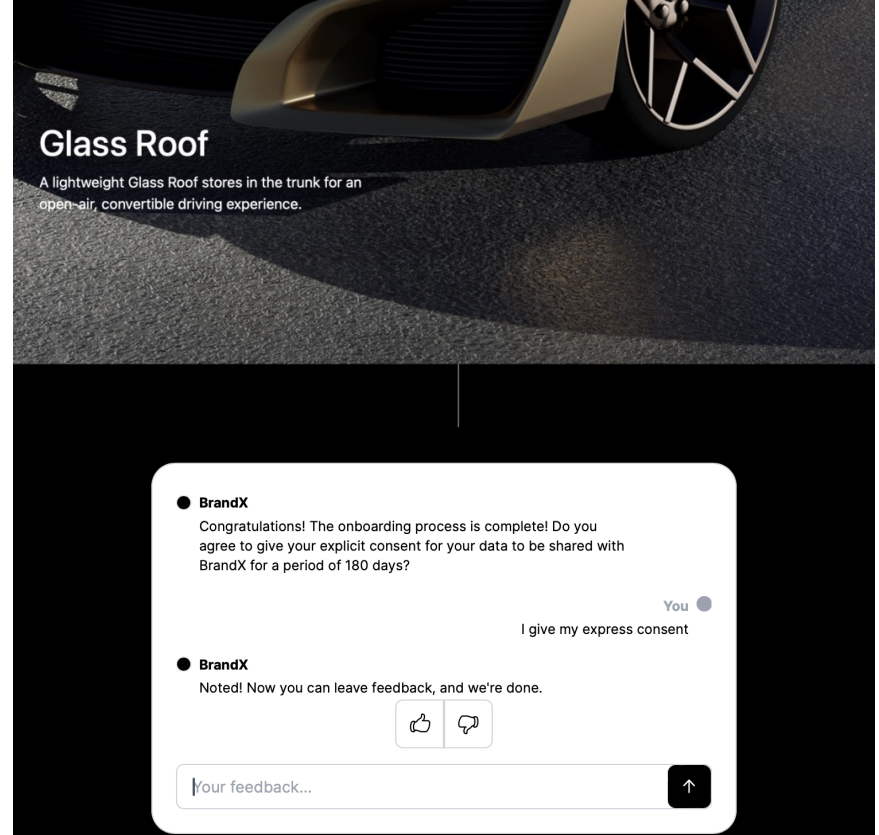 Glass Roof
A lightweight Glass Roof stores in the trunk for an
open-air, convertible driving experience.
BrandX
Congratulations! The onboarding process is complete! Do you
agree to give your explicit consent for your data to be shared with
BrandX for a period of 180 days?
You
I give my express consent
BrandX
Noted! Now you can leave feedback, and we're done.
Your feedback...